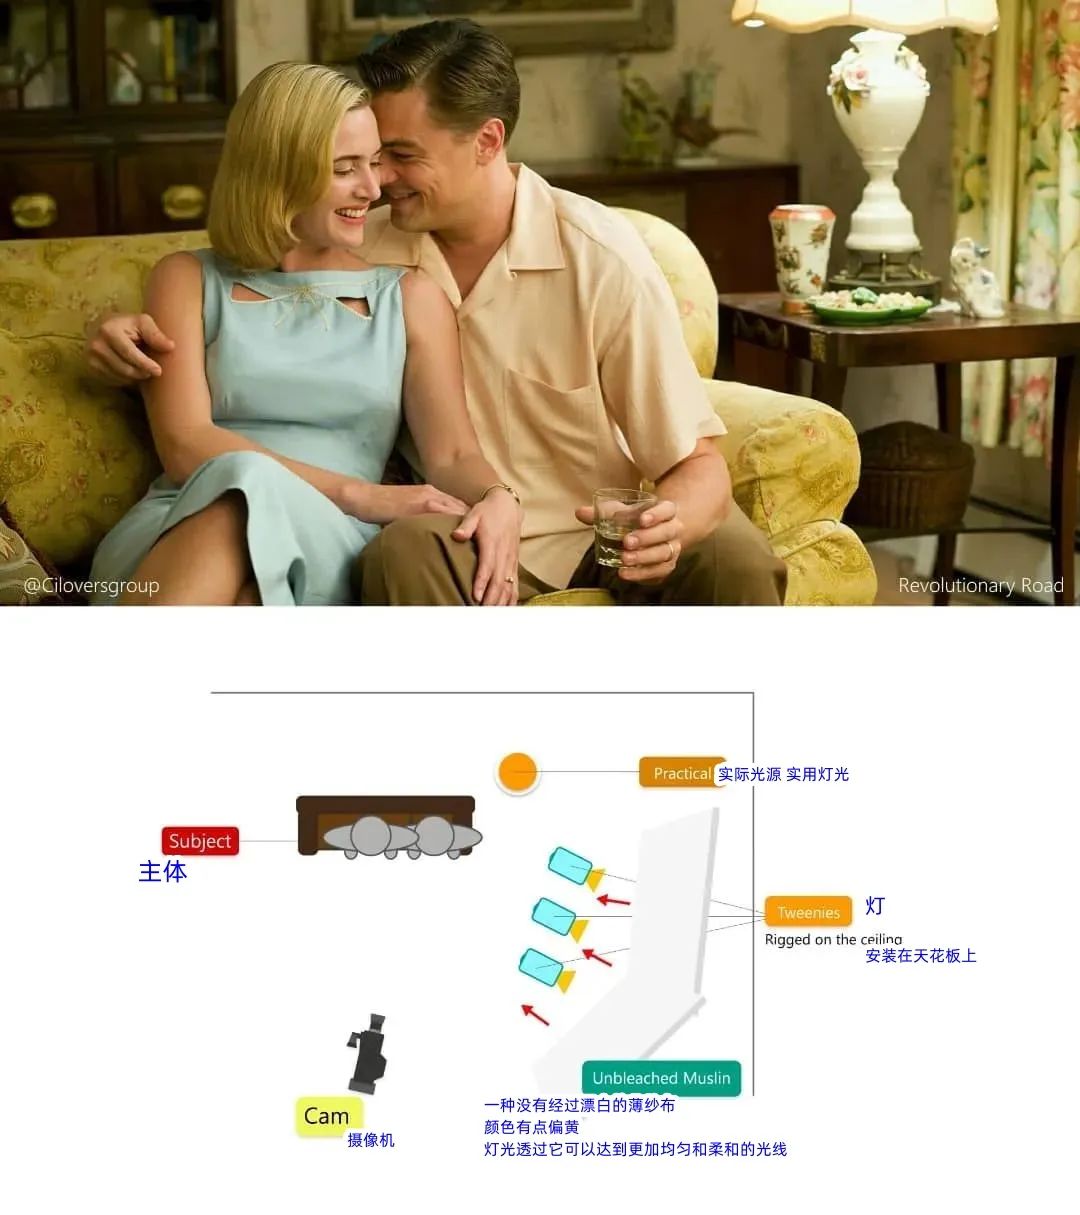 @Ciloversgroup
Revolutionary Road
Practical
实际光源 实用灯光
Subject
主体
Tweenies
灯
Rigged on the ceiling
安装在天花板上
Unbleached Muslin
一种没有经过漂白的薄纱布
颜色有点偏黄
灯光透过它可以达到更加均匀和柔和的光线
Cam
摄像机